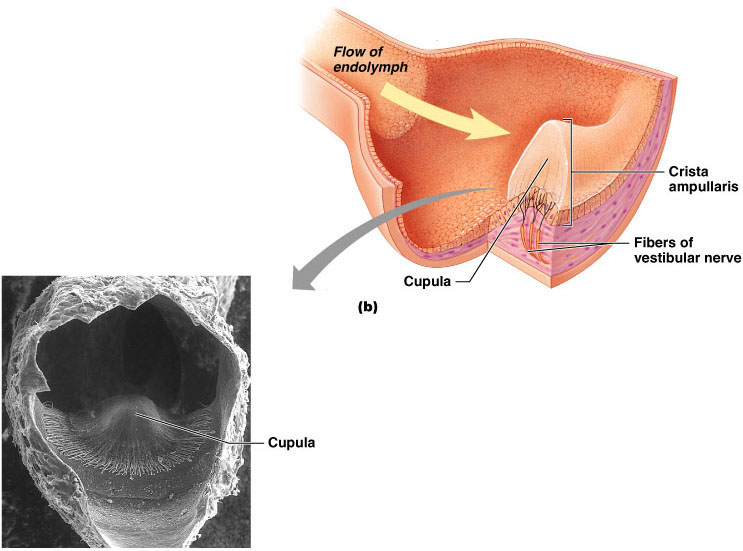 Flow of
endolymph
Crista
ampullaris
Fibers of
vestibular nerve
Cupula
(b)
Cupula